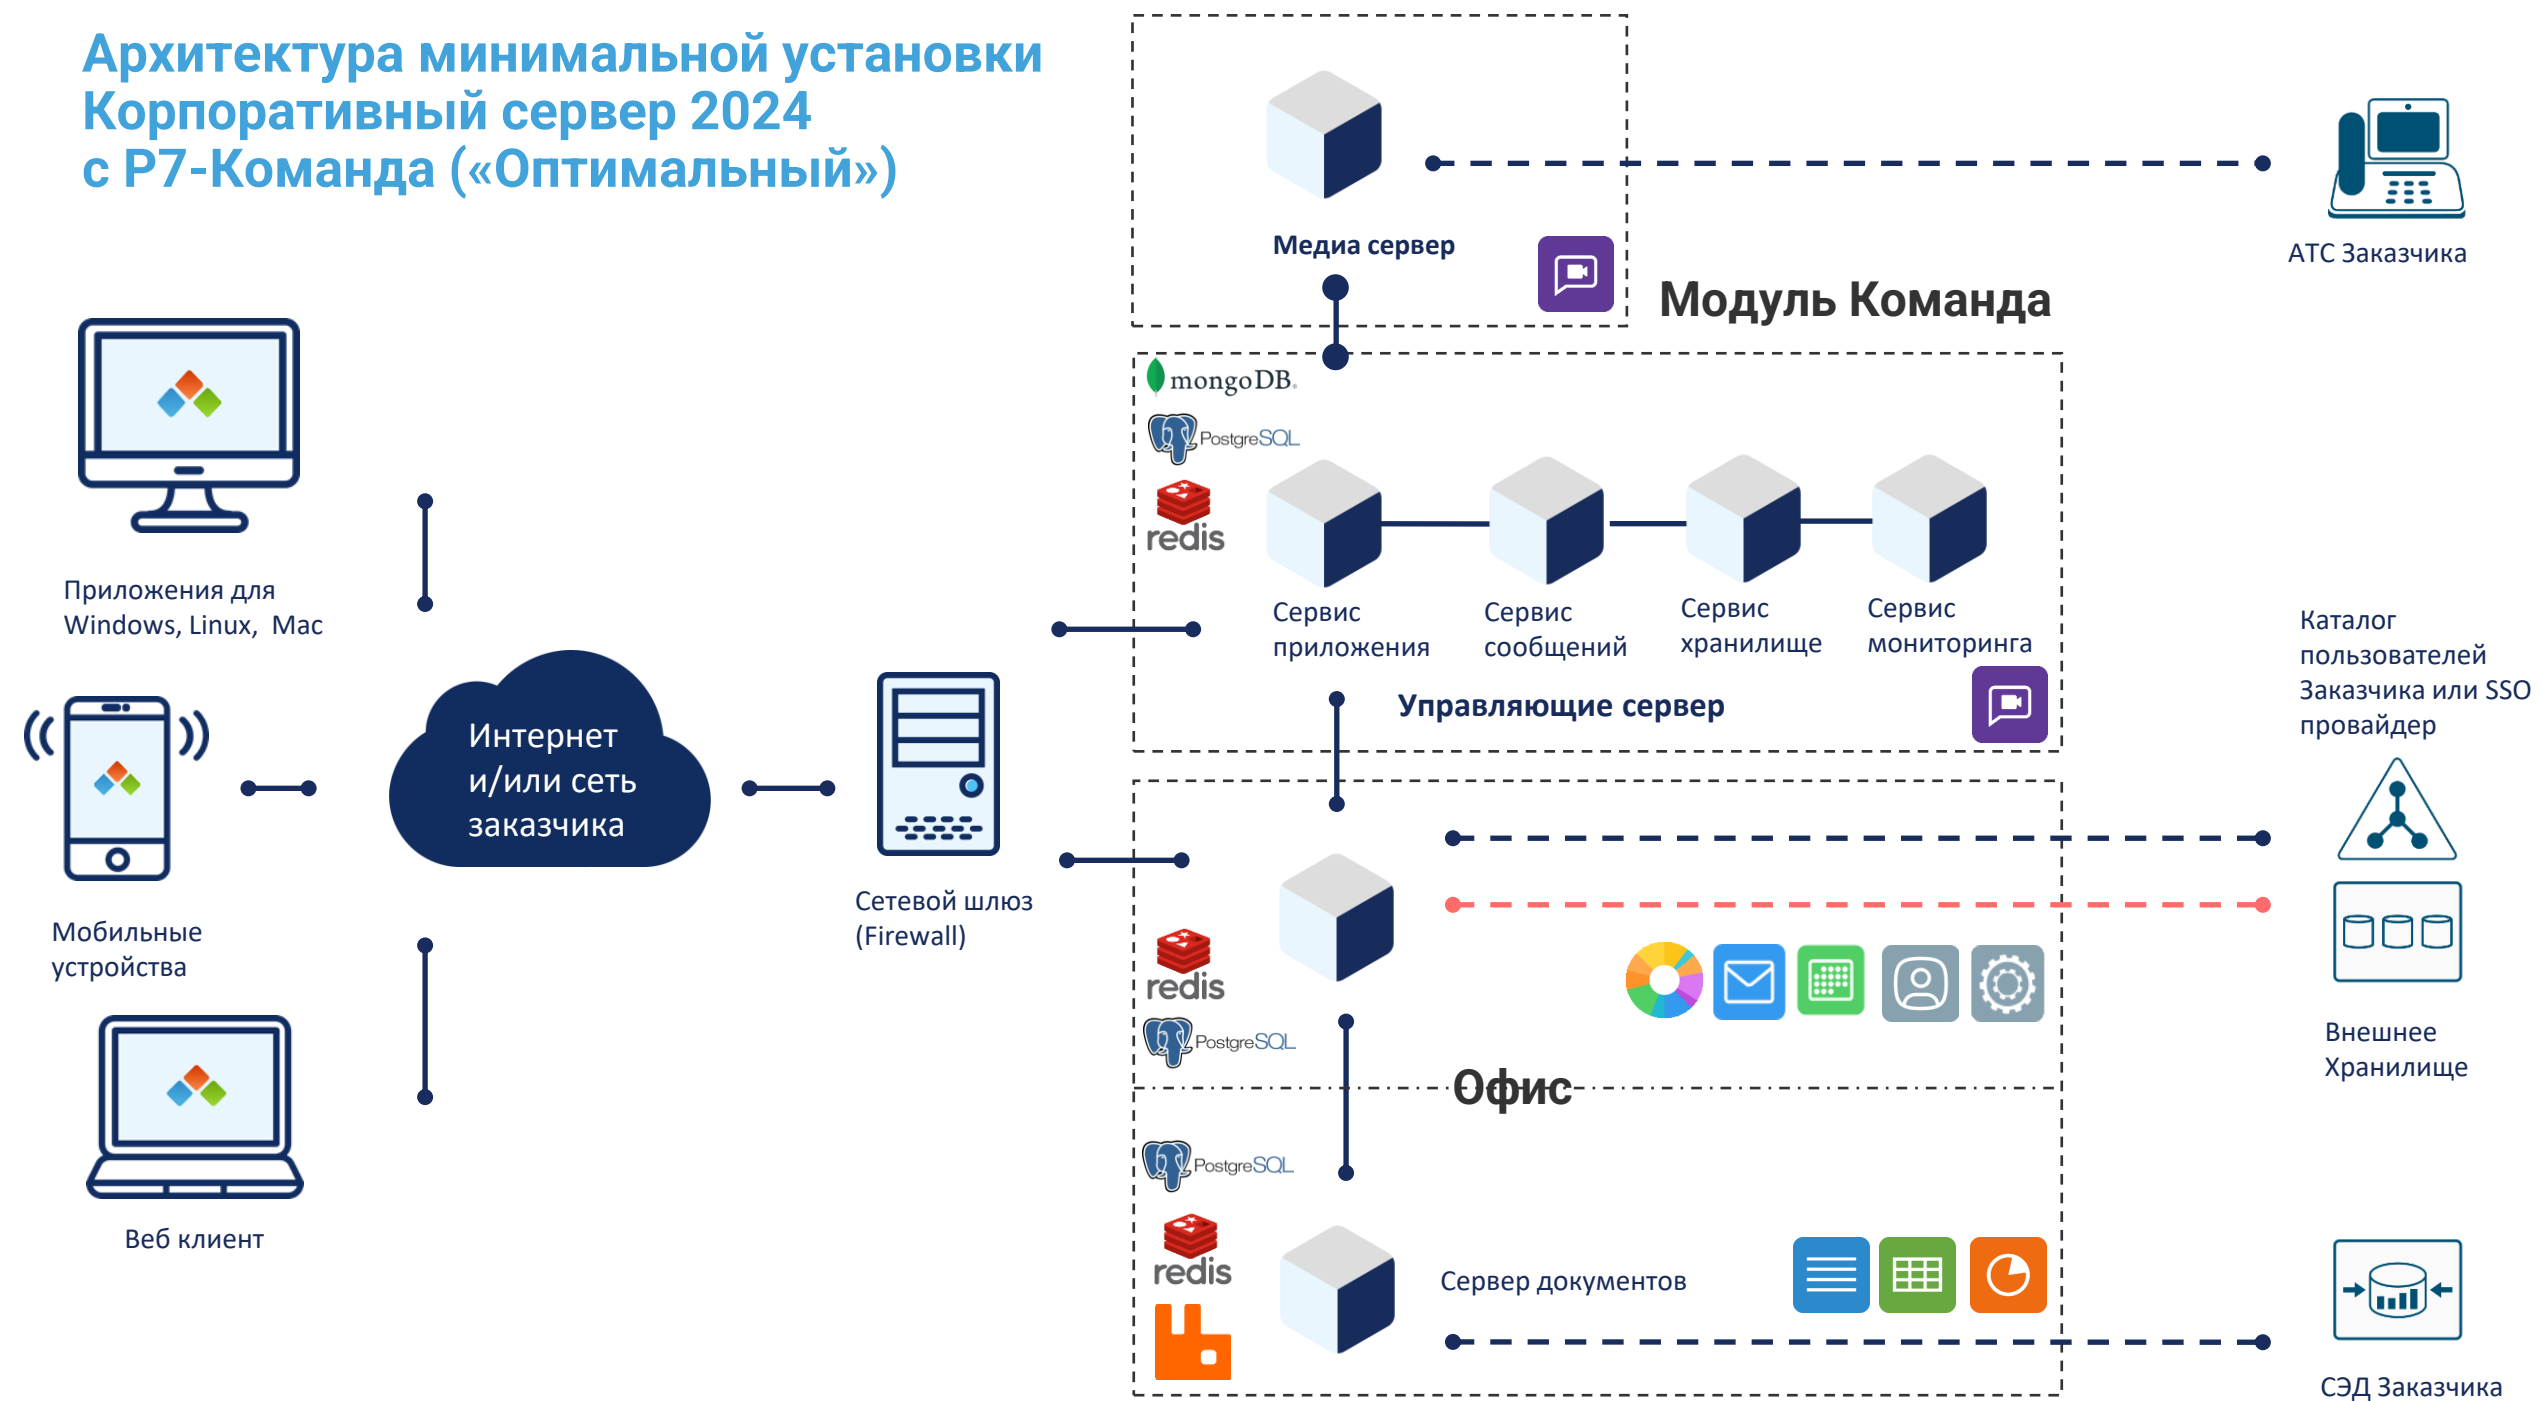 Архитектура минимальной установки
Корпоративный сервер 2024
с Р7-Команда («Оптимальный»)
Медиа сервер
АТС Заказчика
Модуль Команда
mongoDB.
PostgreSQL
redis
Сервис
приложения
Сервис
сообщений
Сервис
хранилище
Сервис
мониторинга
Управляющие сервер
Приложения для
Windows, Linux,  Mac
Интернет
и/или сеть
заказчика
Мобильные
устройства
Веб клиент
Сетевой шлюз
(Firewall)
Каталог
пользователей
Заказчика или SSO
провайдер
redis
PostgreSQL
Внешнее
Хранилище
Офис
PostgreSQL
redis
Сервер документов
СЭД Заказчика